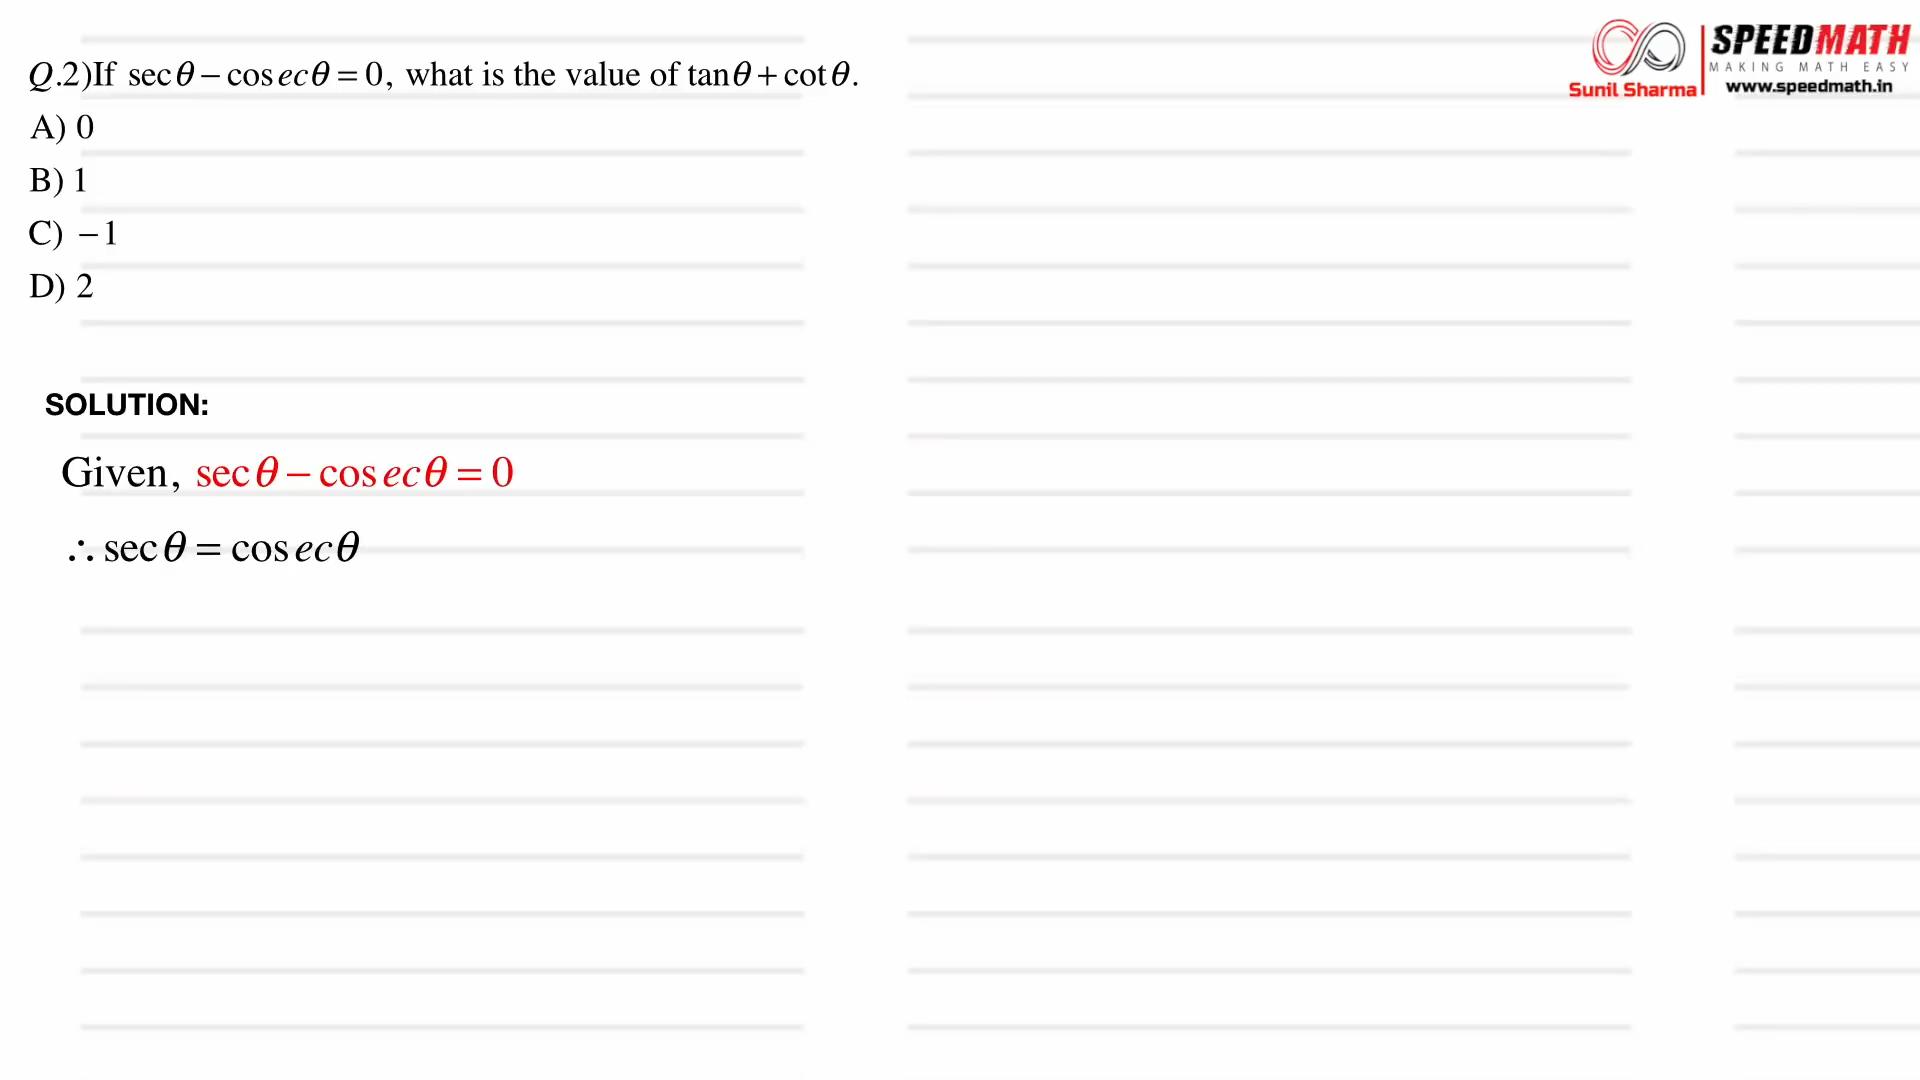 Q.2)If secθ − cosecθ = 0, what is the value of tanθ + cotθ.
A) 0
B) 1
C) −1
D) 2
SOLUTION:
Given, secθ − cosecθ = 0
∴ secθ = cosecθ
Sunil Sharma
SPEEDMATH
MAKING MATH EASY
www.speedmath.in